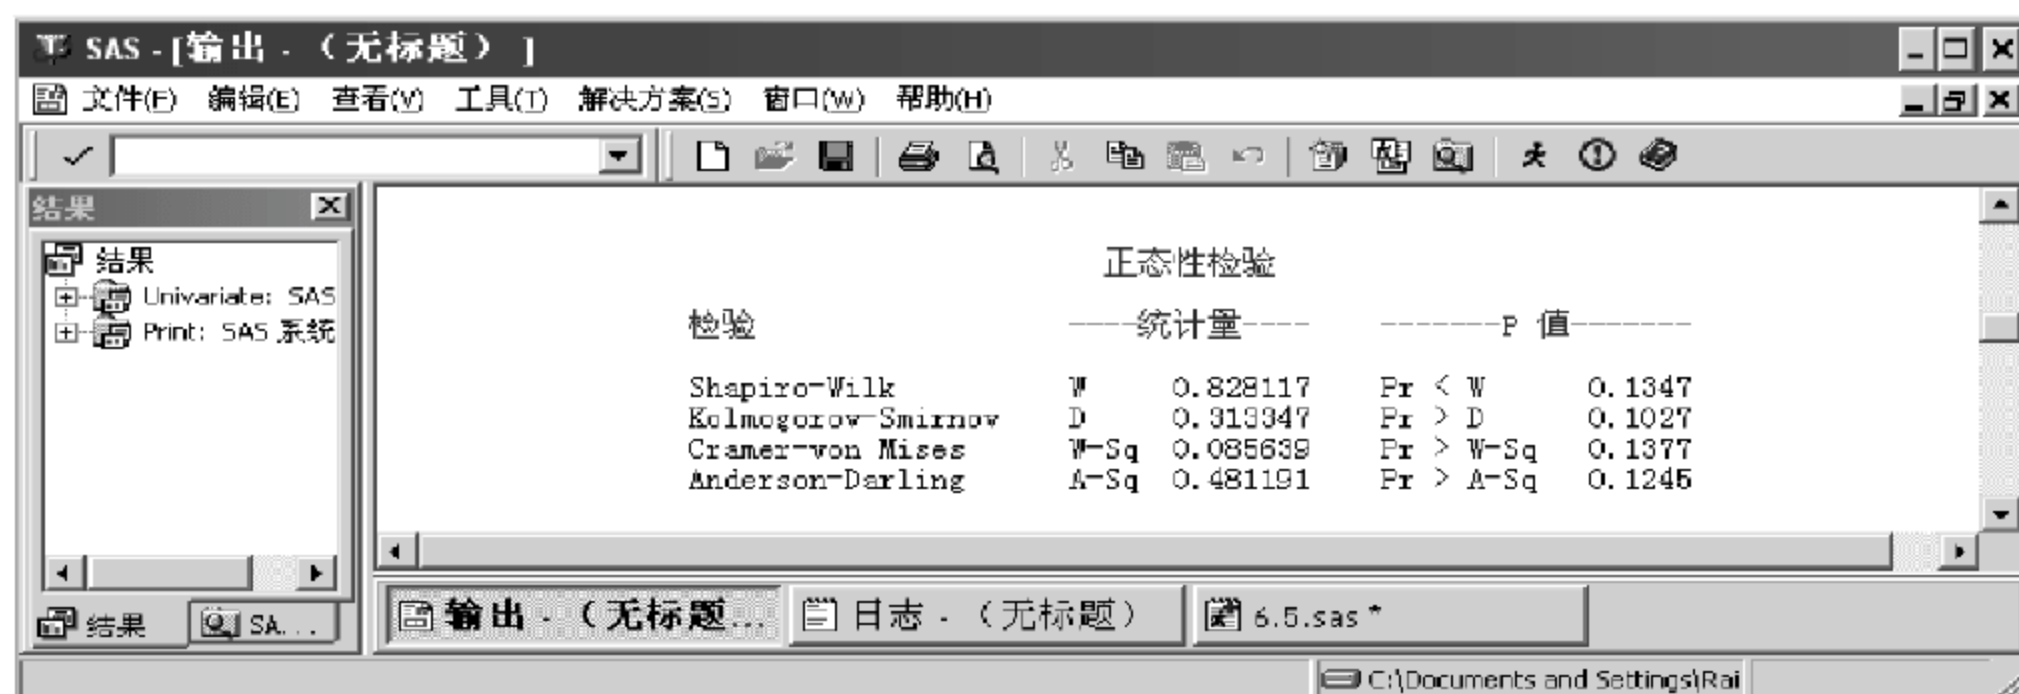 SAS - [输出 - （无标题） ]
文件(F) 编辑(E) 查看(V) 工具(T) 解决方案(S) 窗口(W) 帮助(H)
结果
结果
Univariate: SAS
Print: SAS 系统
正态性检验
检验 ----统计量---- -------P 值-------
Shapiro-Wilk W 0.828117 Pr < W 0.1347
Kolmogorov-Smirnov D 0.313347 Pr > D 0.1027
Cramer-von Mises W-Sq 0.085639 Pr > W-Sq 0.1377
Anderson-Darling A-Sq 0.481191 Pr > A-Sq 0.1245
结果 SA...
输出 - （无标题... 日志 - （无标题） 6.5.sas *
C:\Documents and Settings\Rai